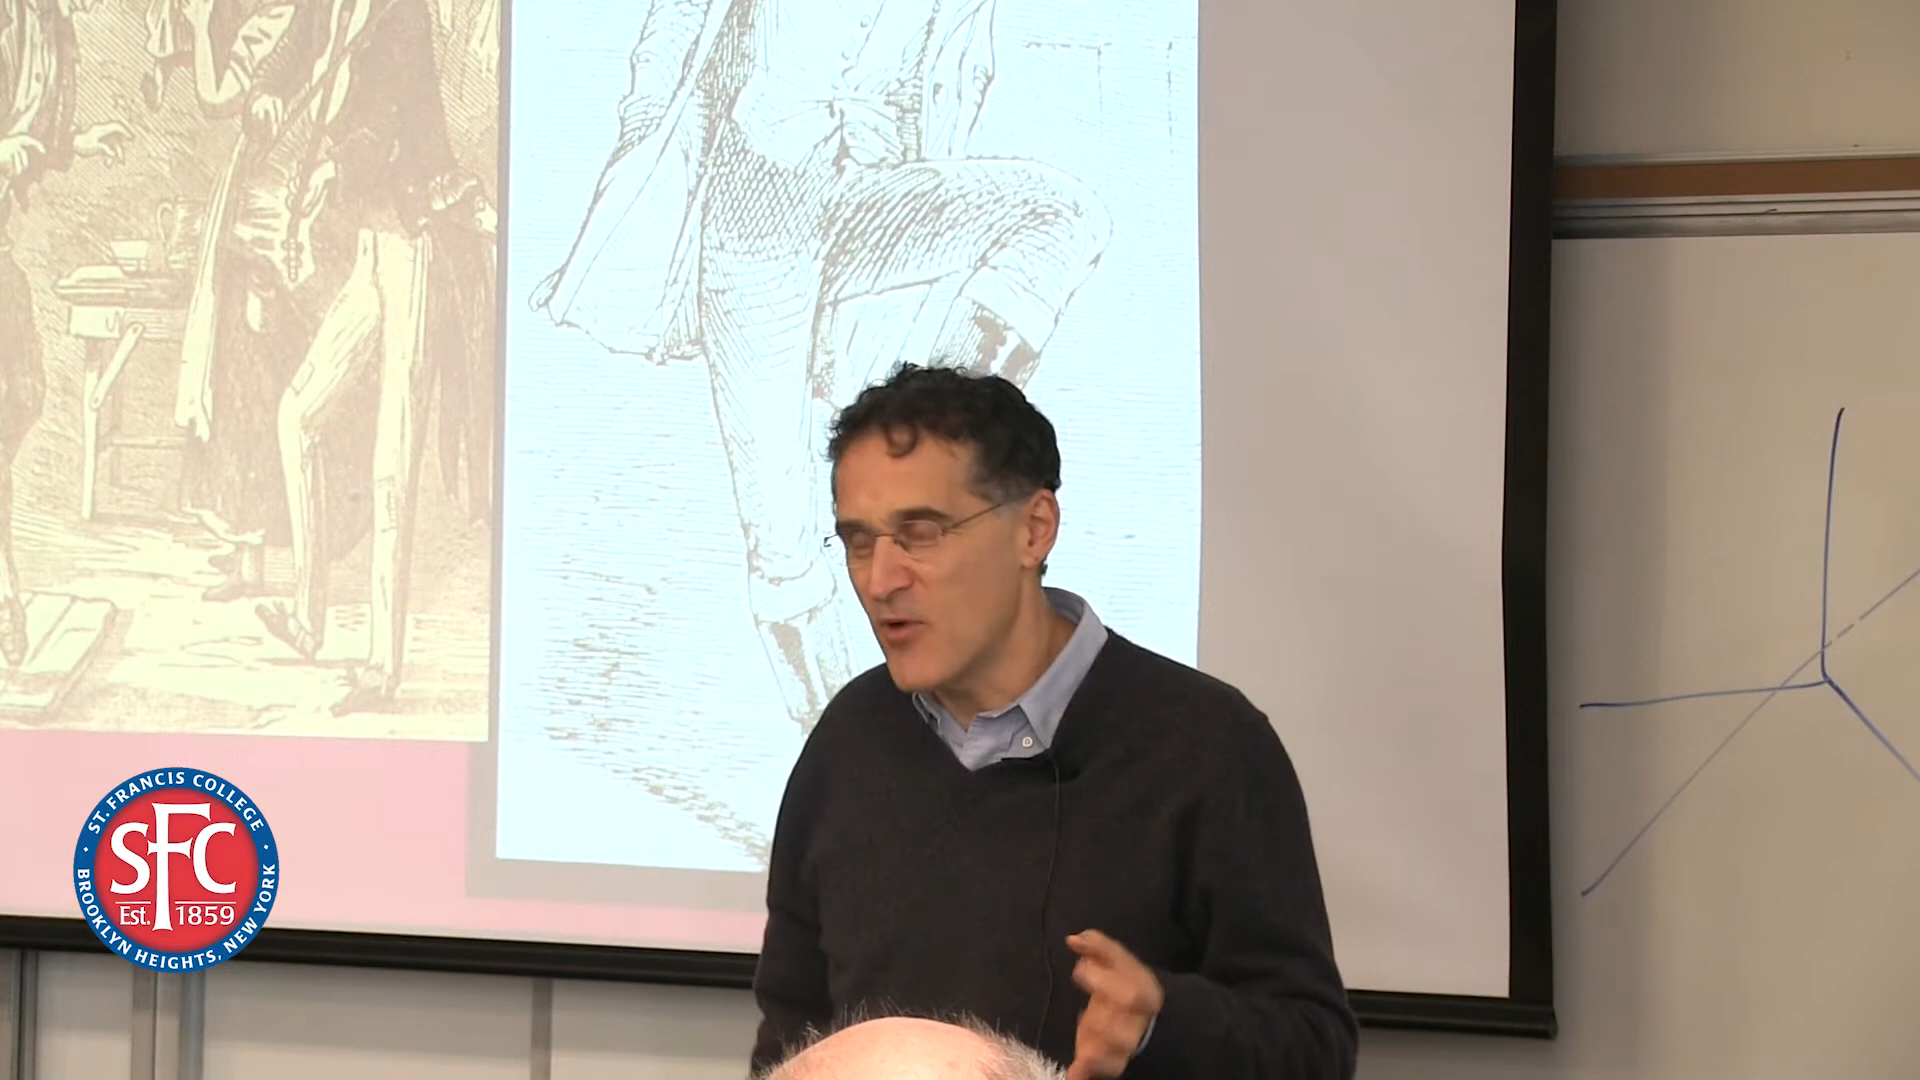 · ST. FRANCIS COLLEGE ·
SFC
Est. 1859
BROOKLYN HEIGHTS, NEW YORK